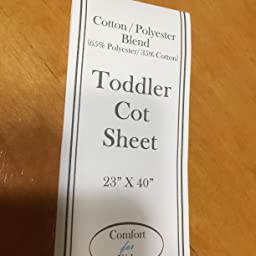 Cotton / Polyester
Blend
(65% Polyester/ 35% Cotton)
Toddler
Cot
Sheet
23” X 40”
Comfort
for